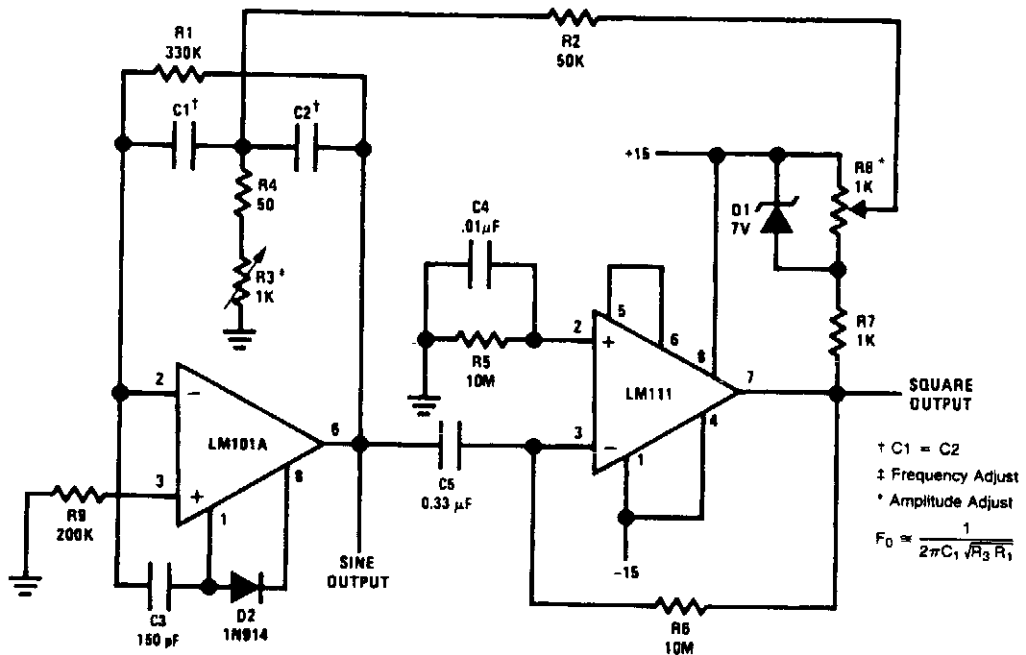 R1
330K
R2
50K
C1†
C2†
R4
50
R3*
1K
C4
.01μF
R5
10M
+15
R8*
1K
D1
7V
R7
1K
2
5
6
8
7
+
LM111
4
3
−
1
−15
SQUARE
OUTPUT
† C1 = C2
‡ Frequency Adjust
* Amplitude Adjust
F₀ ≅ 1 / 2πC₁ √R₃ R₁
2
−
LM101A
6
8
3
+
1
R9
200K
C3
150 pF
D2
1N914
SINE
OUTPUT
C5
0.33 μF
R6
10M